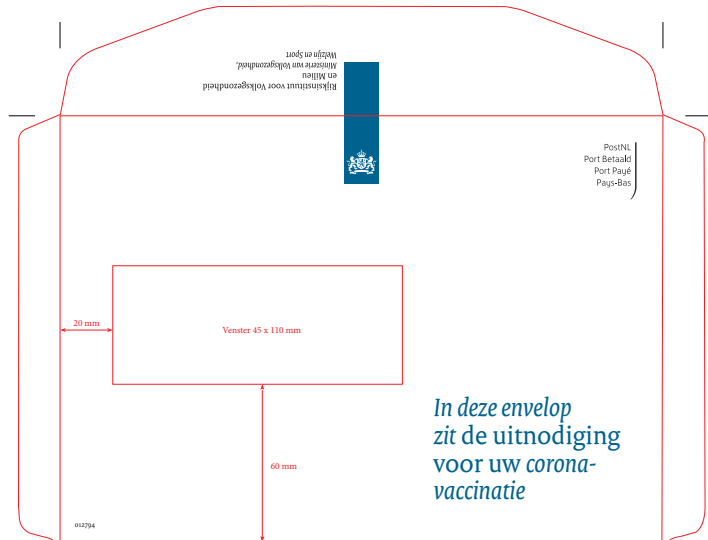 Rijksinstituut voor Volksgezondheid
en Milieu
Ministerie van Volksgezondheid,
Welzijn en Sport
PostNL
Port Betaald
Port Payé
Pays-Bas
20 mm
Venster 45 x 110 mm
In deze envelop
zit de uitnodiging
voor uw corona-
vaccinatie
60 mm
012794